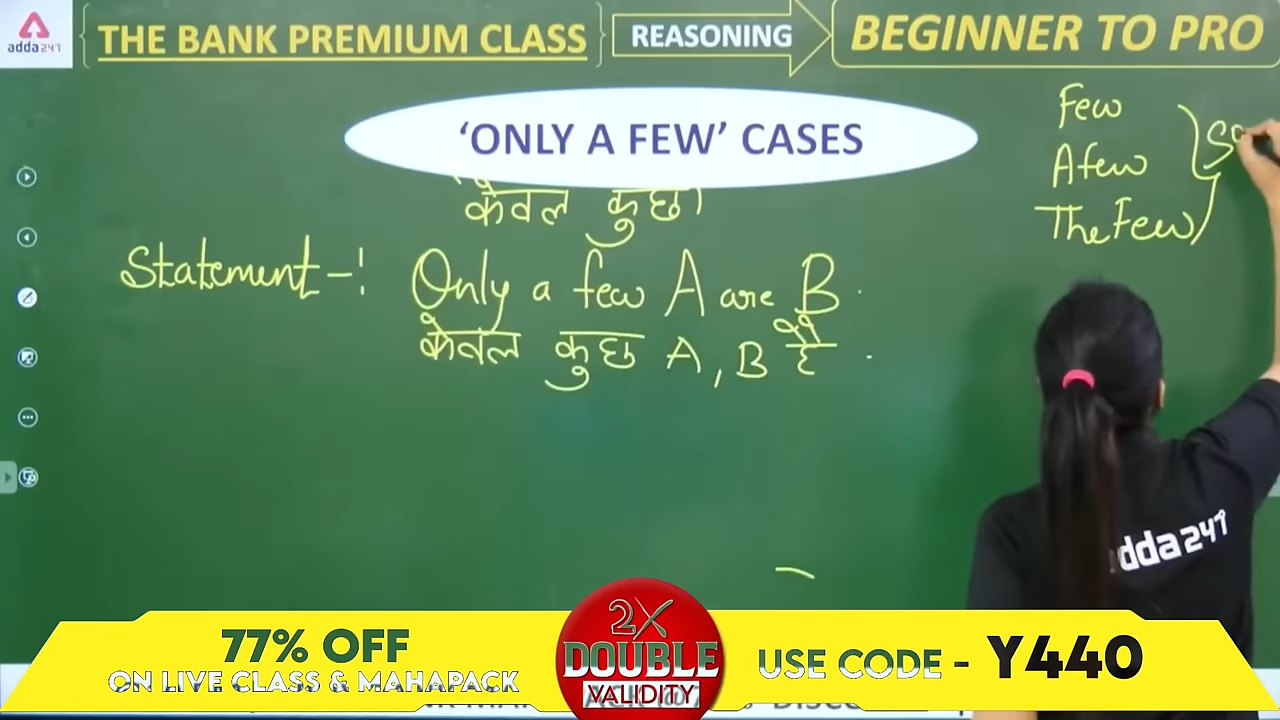 adda247
THE BANK PREMIUM CLASS
REASONING
BEGINNER TO PRO
‘ONLY A FEW’ CASES
Few
A few
The Few
केवल कुछ।
Statement -: Only a few A are B.
केवल कुछ A, B हैं.
adda247
77% OFF
ON LIVE CLASS & MAHAPACK
2X
DOUBLE
VALIDITY
USE CODE - Y440